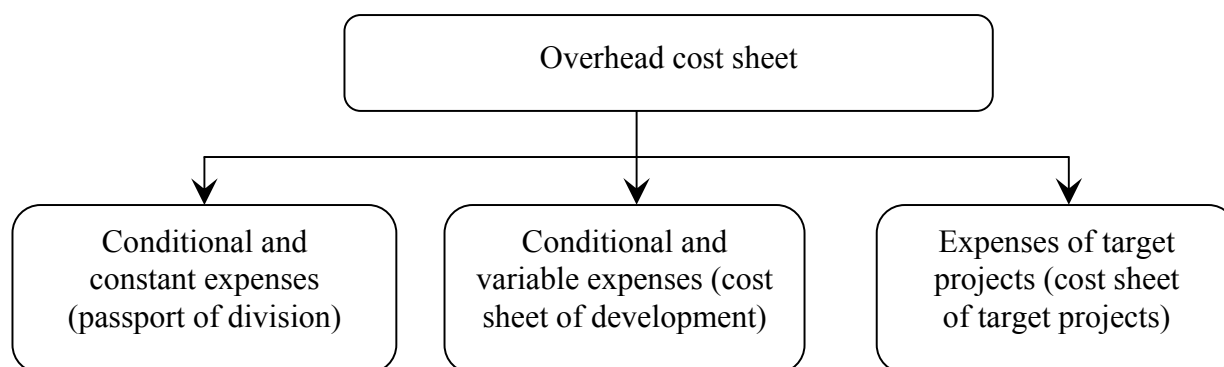 Overhead cost sheet
Conditional and
constant expenses
(passport of division)
Conditional and
variable expenses (cost
sheet of development)
Expenses of target
projects (cost sheet
of target projects)